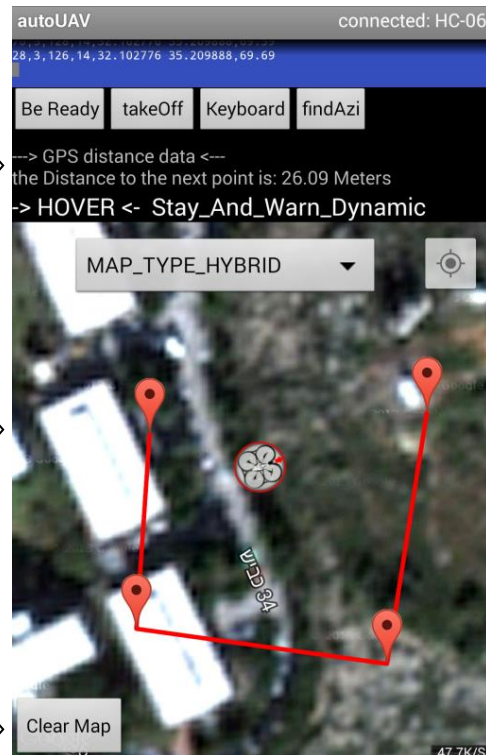 autoUAV connected: HC-06
28,3,126,14,32.102776 35.209888,69.69
Be Ready takeOff Keyboard findAzi
---> GPS distance data <---
the Distance to the next point is: 26.09 Meters
-> HOVER <- Stay_And_Warn_Dynamic
MAP_TYPE_HYBRID
כביש 34
Clear Map
47.7K/S